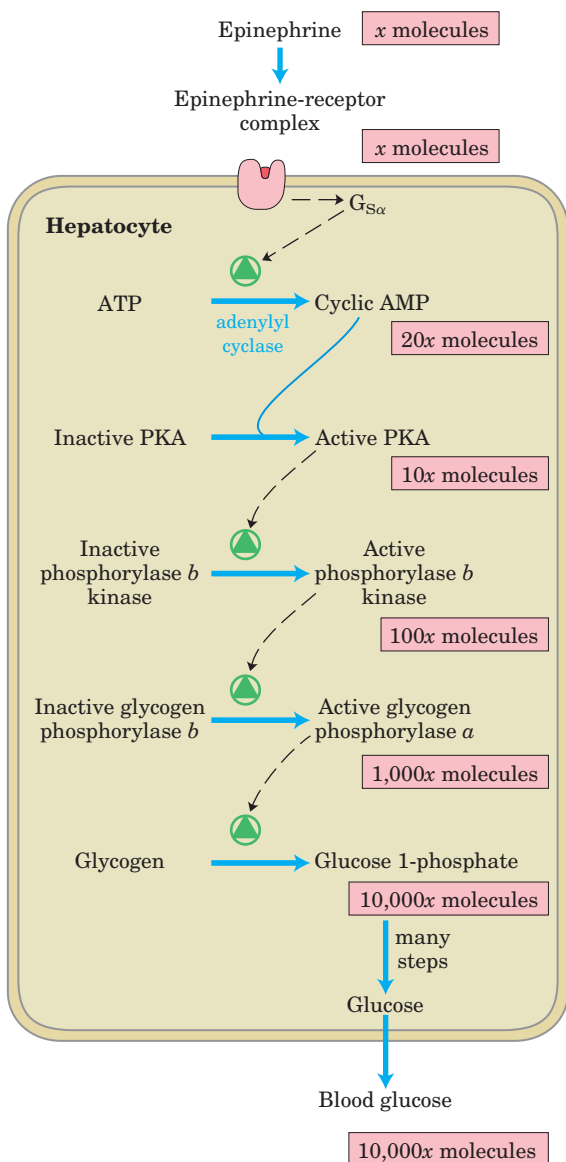 Epinephrine
x molecules
Epinephrine-receptor
complex
x molecules
Hepatocyte
GSα
ATP
adenylyl
cyclase
Cyclic AMP
20x molecules
Inactive PKA
Active PKA
10x molecules
Inactive
phosphorylase b
kinase
Active
phosphorylase b
kinase
100x molecules
Inactive glycogen
phosphorylase b
Active glycogen
phosphorylase a
1,000x molecules
Glycogen
Glucose 1-phosphate
10,000x molecules
many
steps
Glucose
Blood glucose
10,000x molecules